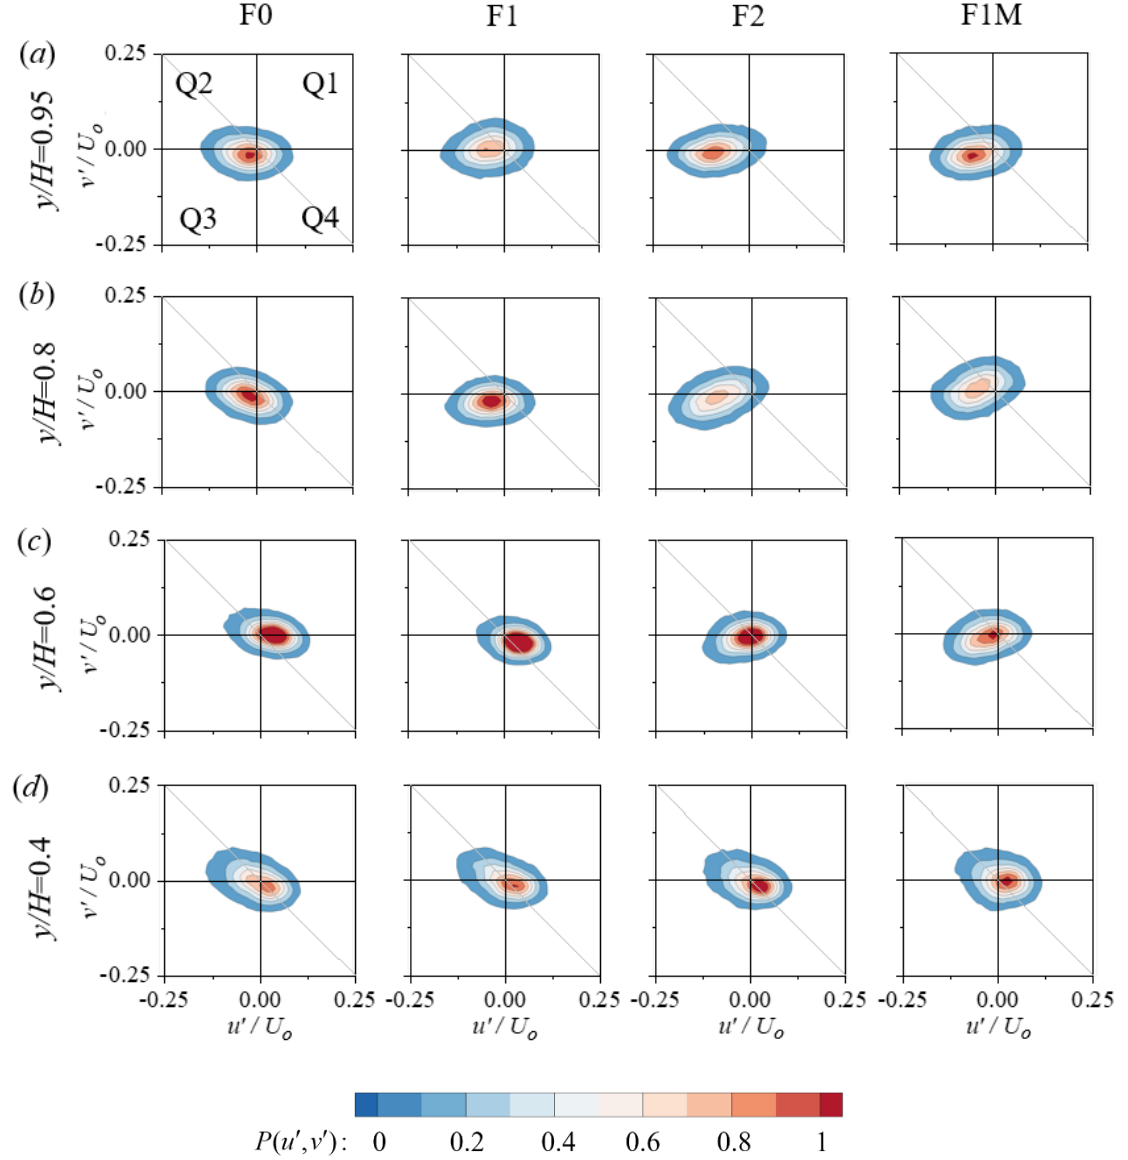 F0 F1 F2 F1M
(a)
y/H=0.95
v' / Uo
0.25
0.00
-0.25
Q2 Q1
Q3 Q4
(b)
y/H=0.8
v' / Uo
0.25
0.00
-0.25
(c)
y/H=0.6
v' / Uo
0.25
0.00
-0.25
(d)
y/H=0.4
v' / Uo
0.25
0.00
-0.25
-0.25 0.00 0.25 -0.25 0.00 0.25 -0.25 0.00 0.25 -0.25 0.00 0.25
u' / Uo u' / Uo u' / Uo u' / Uo
P(u',v') : 0 0.2 0.4 0.6 0.8 1